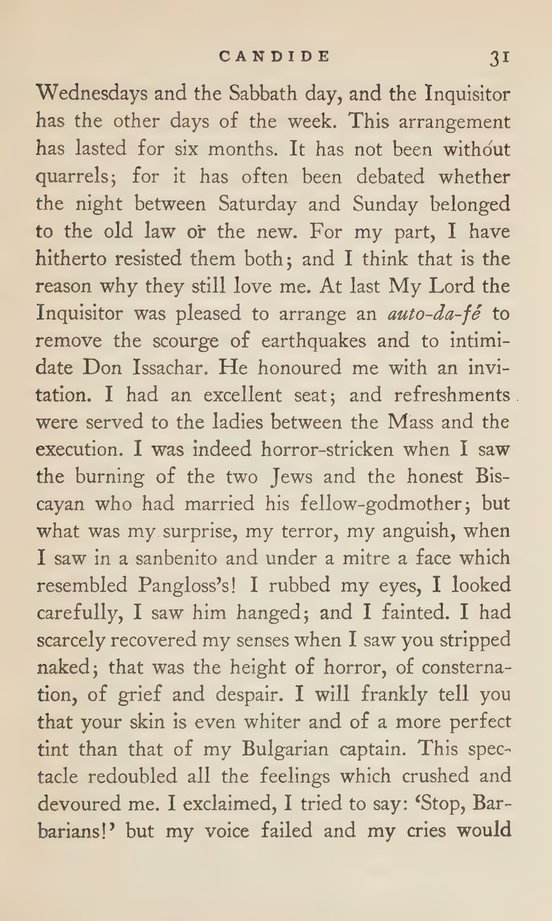 CANDIDE 31
Wednesdays and the Sabbath day, and the Inquisitor
has the other days of the week. This arrangement
has lasted for six months. It has not been without
quarrels; for it has often been debated whether
the night between Saturday and Sunday belonged
to the old law or the new. For my part, I have
hitherto resisted them both; and I think that is the
reason why they still love me. At last My Lord the
Inquisitor was pleased to arrange an auto-da-fé to
remove the scourge of earthquakes and to intimi-
date Don Issachar. He honoured me with an invi-
tation. I had an excellent seat; and refreshments
were served to the ladies between the Mass and the
execution. I was indeed horror-stricken when I saw
the burning of the two Jews and the honest Bis-
cayan who had married his fellow-godmother; but
what was my surprise, my terror, my anguish, when
I saw in a sanbenito and under a mitre a face which
resembled Pangloss's! I rubbed my eyes, I looked
carefully, I saw him hanged; and I fainted. I had
scarcely recovered my senses when I saw you stripped
naked; that was the height of horror, of consterna-
tion, of grief and despair. I will frankly tell you
that your skin is even whiter and of a more perfect
tint than that of my Bulgarian captain. This spec-
tacle redoubled all the feelings which crushed and
devoured me. I exclaimed, I tried to say: ‘Stop, Bar-
barians!’ but my voice failed and my cries would